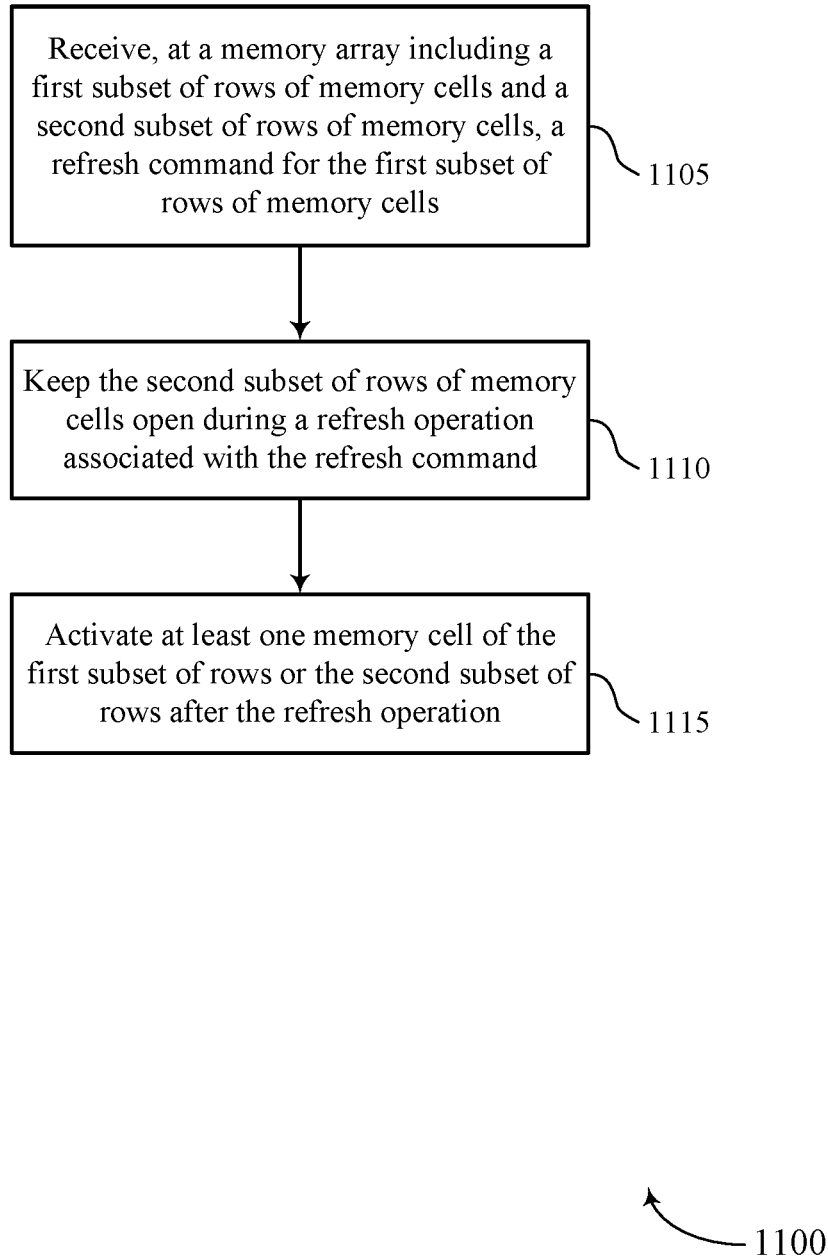 Receive, at a memory array including a
first subset of rows of memory cells and a
second subset of rows of memory cells, a
refresh command for the first subset of
rows of memory cells
1105
Keep the second subset of rows of memory
cells open during a refresh operation
associated with the refresh command
1110
Activate at least one memory cell of the
first subset of rows or the second subset of
rows after the refresh operation
1115
1100